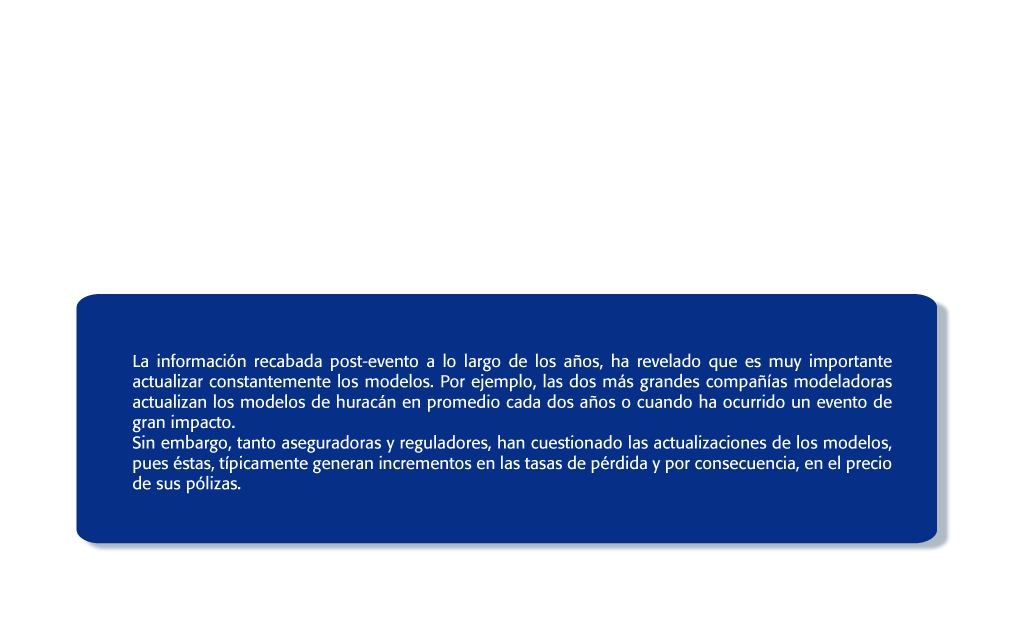 La información recabada post-evento a lo largo de los años, ha revelado que es muy importante
actualizar constantemente los modelos. Por ejemplo, las dos más grandes compañías modeladoras
actualizan los modelos de huracán en promedio cada dos años o cuando ha ocurrido un evento de
gran impacto.
Sin embargo, tanto aseguradoras y reguladores, han cuestionado las actualizaciones de los modelos,
pues éstas, típicamente generan incrementos en las tasas de pérdida y por consecuencia, en el precio
de sus pólizas.